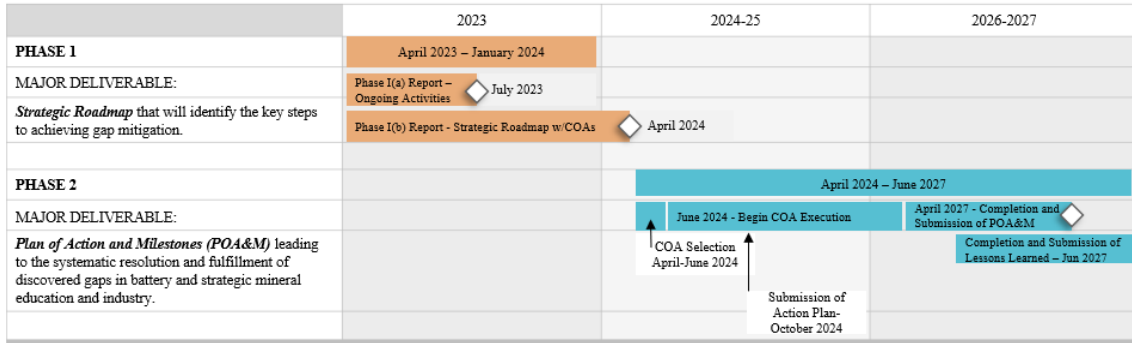 2023
2024-25
2026-2027
PHASE 1
April 2023 – January 2024
MAJOR DELIVERABLE:
Phase I(a) Report –
Ongoing Activities
July 2023
Strategic Roadmap that will identify the key steps
to achieving gap mitigation.
Phase I(b) Report - Strategic Roadmap w/COAs
April 2024
PHASE 2
April 2024 – June 2027
MAJOR DELIVERABLE:
June 2024 - Begin COA Execution
April 2027 - Completion and
Submission of POA&M
Plan of Action and Milestones (POA&M) leading
to the systematic resolution and fulfillment of
discovered gaps in battery and strategic mineral
education and industry.
COA Selection
April-June 2024
Completion and Submission of
Lessons Learned – Jun 2027
Submission of
Action Plan-
October 2024